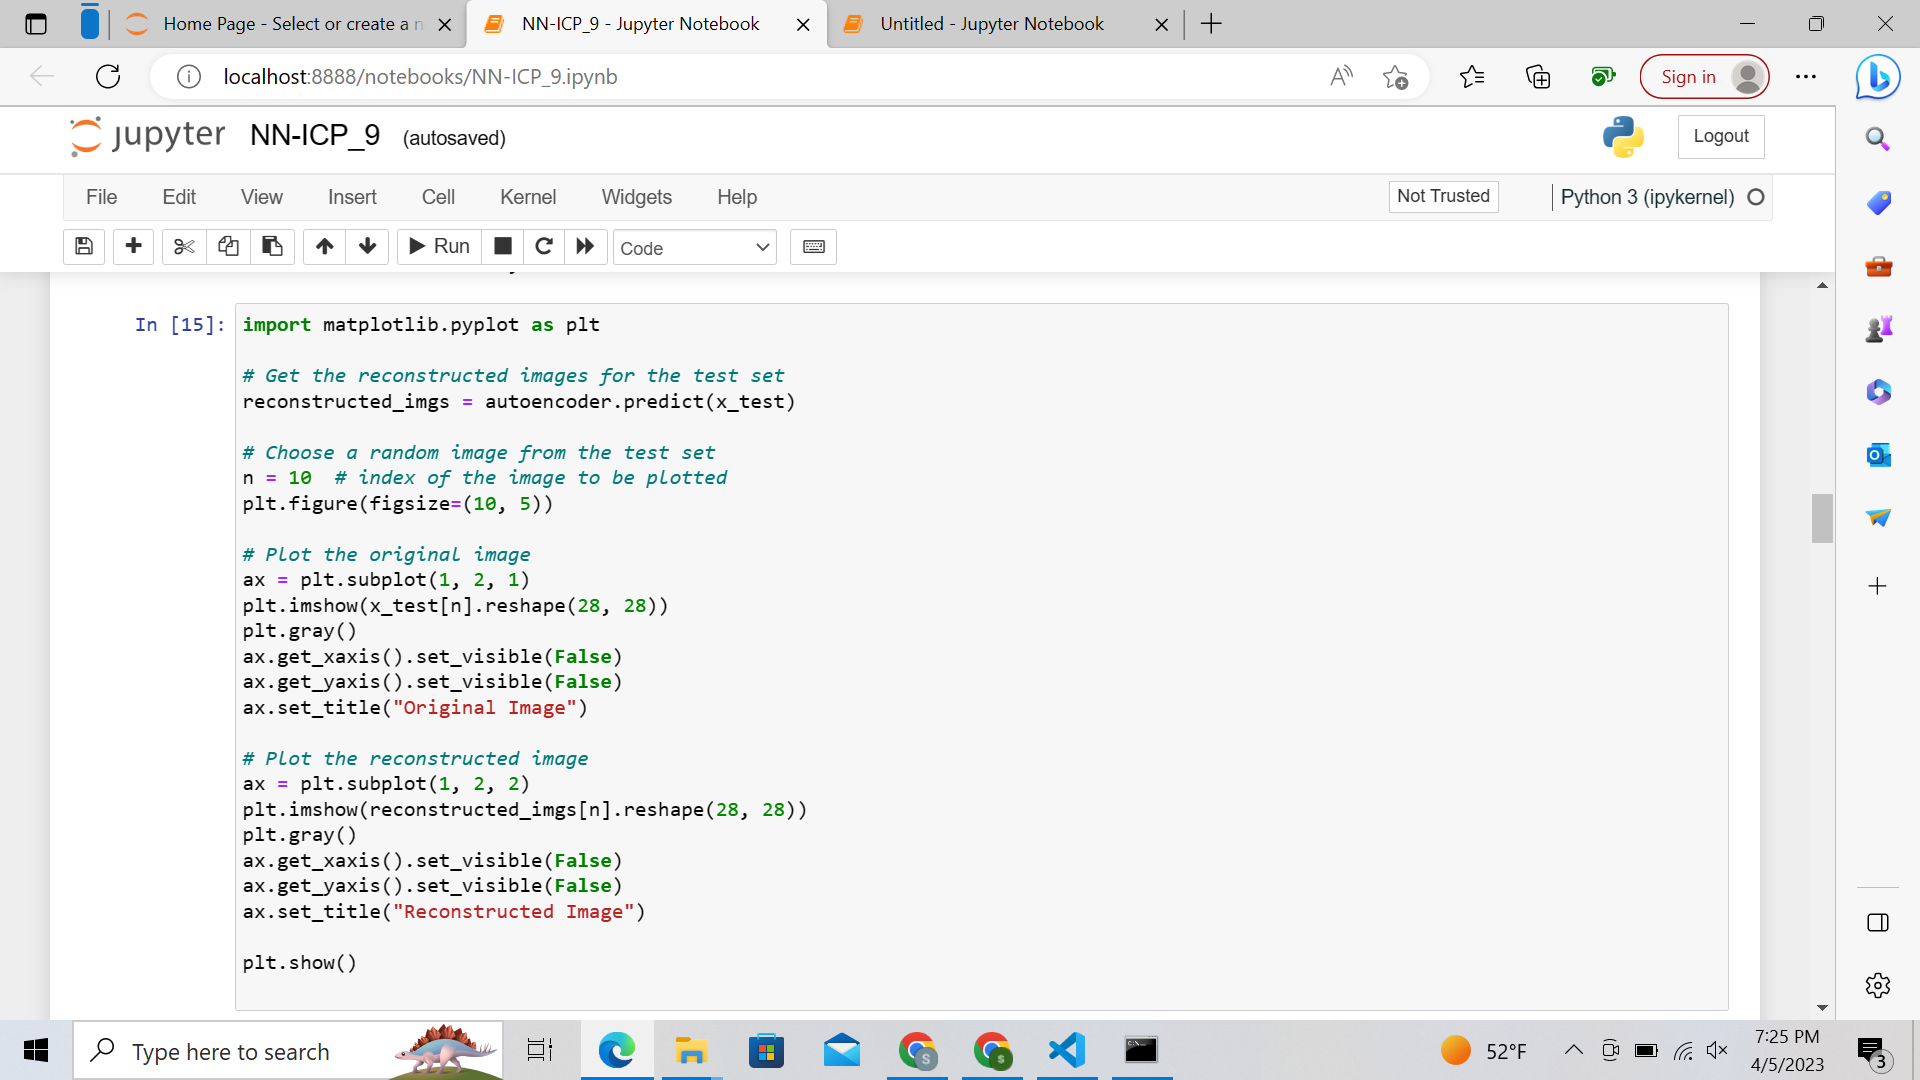 Home Page - Select or create a n
NN-ICP_9 - Jupyter Notebook
Untitled - Jupyter Notebook
localhost:8888/notebooks/NN-ICP_9.ipynb
Sign in
jupyter NN-ICP_9 (autosaved)
Logout
File Edit View Insert Cell Kernel Widgets Help
Not Trusted
Python 3 (ipykernel)
Run
Code
In [15]:
import matplotlib.pyplot as plt
# Get the reconstructed images for the test set
reconstructed_imgs = autoencoder.predict(x_test)
# Choose a random image from the test set
n = 10  # index of the image to be plotted
plt.figure(figsize=(10, 5))
# Plot the original image
ax = plt.subplot(1, 2, 1)
plt.imshow(x_test[n].reshape(28, 28))
plt.gray()
ax.get_xaxis().set_visible(False)
ax.get_yaxis().set_visible(False)
ax.set_title("Original Image")
# Plot the reconstructed image
ax = plt.subplot(1, 2, 2)
plt.imshow(reconstructed_imgs[n].reshape(28, 28))
plt.gray()
ax.get_xaxis().set_visible(False)
ax.get_yaxis().set_visible(False)
ax.set_title("Reconstructed Image")
plt.show()
Type here to search
52°F
7:25 PM
4/5/2023
3